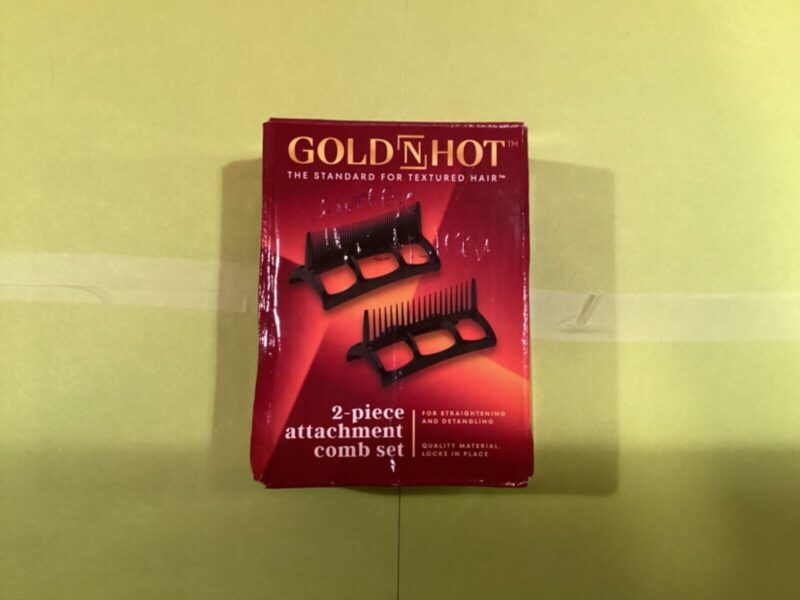 GOLD N HOT™
THE STANDARD FOR TEXTURED HAIR™
2-piece
attachment
comb set
FOR STRAIGHTENING
AND DETANGLING
QUALITY MATERIAL,
LOCKS IN PLACE